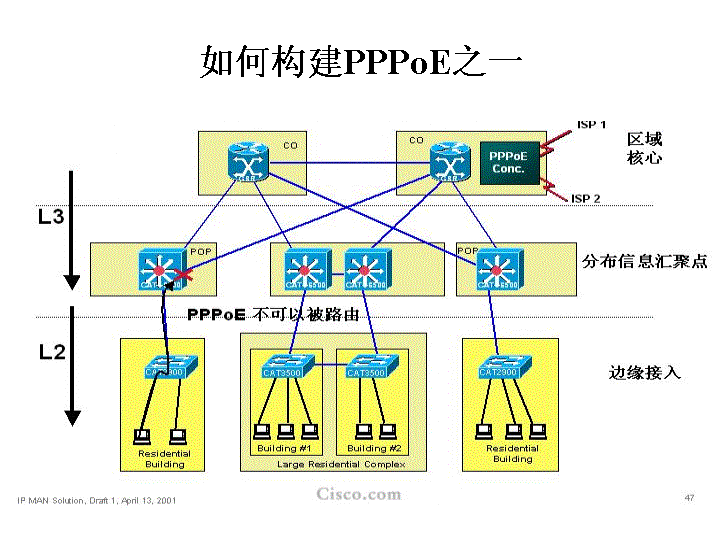 如何构建PPPoE之一
ISP 1
CO
CO
区域
核心
PPPoE
Conc.
ISP 2
L3
POP
POP
分布信息汇聚点
PPPoE 不可以被路由
L2
CAT3500
CAT3500
CAT2900
边缘接入
Residential
Building
Building #1
Building #2
Large Residential Complex
Residential
Building
IP MAN Solution, Draft 1, April 13, 2001
Cisco.com
47